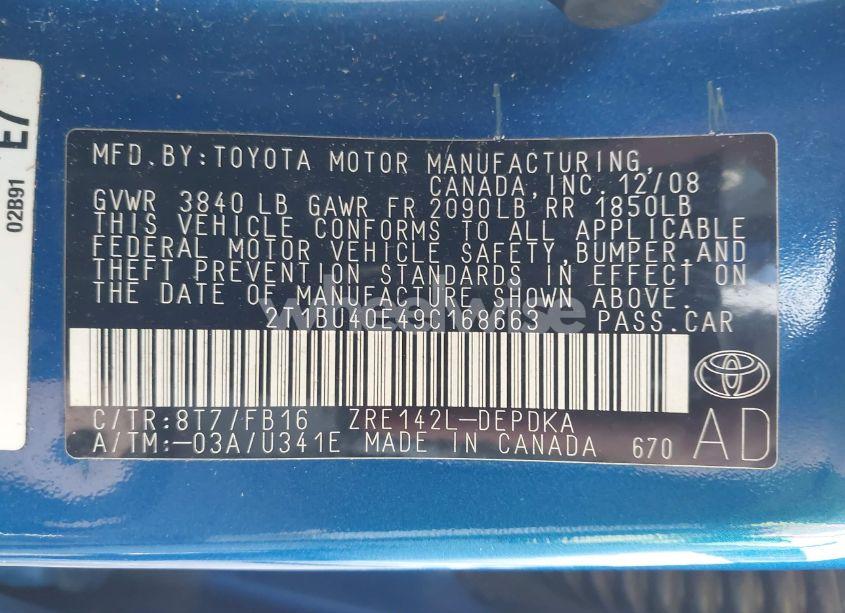 E7
02B91
MFD.BY:TOYOTA MOTOR MANUFACTURING,
CANADA,INC. 12/08
GVWR 3840 LB GAWR FR 2090LB RR 1850LB
THIS VEHICLE CONFORMS TO ALL APPLICABLE
FEDERAL MOTOR VEHICLE SAFETY,BUMPER,AND
THEFT PREVENTION STANDARDS IN EFFECT ON
THE DATE OF MANUFACTURE SHOWN ABOVE.
2T1BU40E49C168663 PASS.CAR
wheelwise
C/TR:8T7/FB16 ZRE142L-DEPDKA
A/TM:-03A/U341E MADE IN CANADA 670
AD